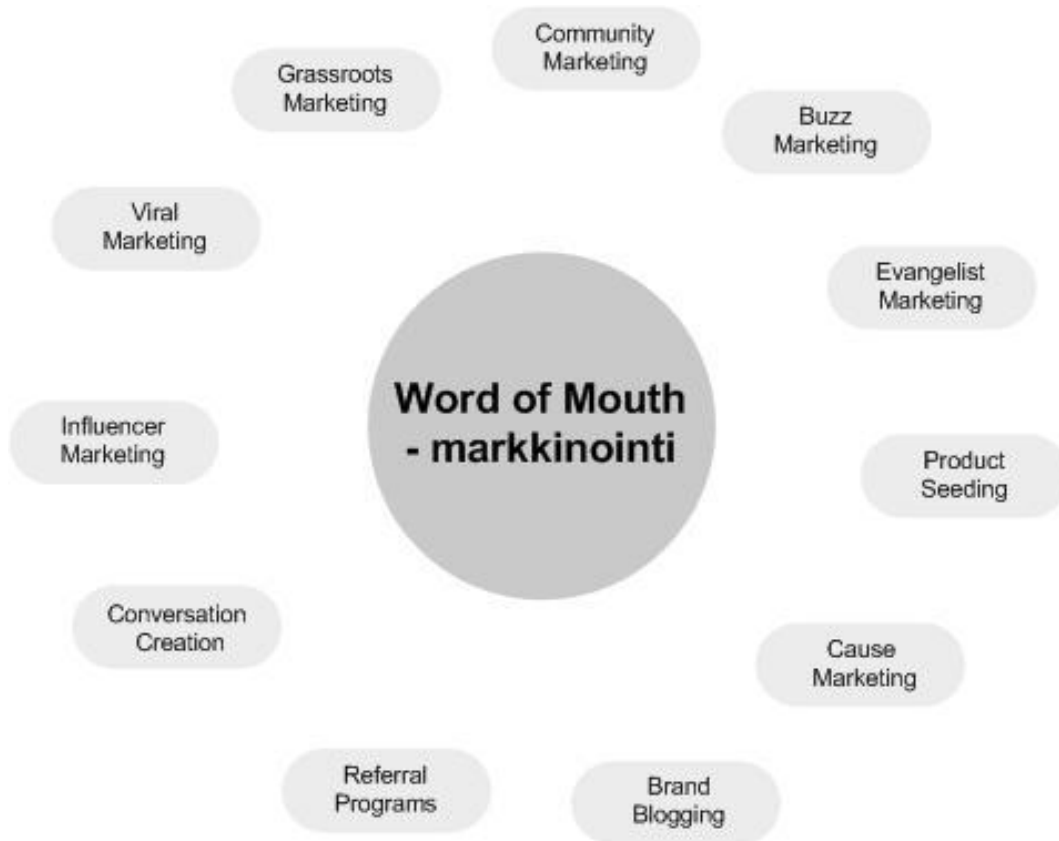 Community
Marketing
Grassroots
Marketing
Buzz
Marketing
Viral
Marketing
Evangelist
Marketing
Word of Mouth
- markkinointi
Influencer
Marketing
Product
Seeding
Conversation
Creation
Cause
Marketing
Referral
Programs
Brand
Blogging